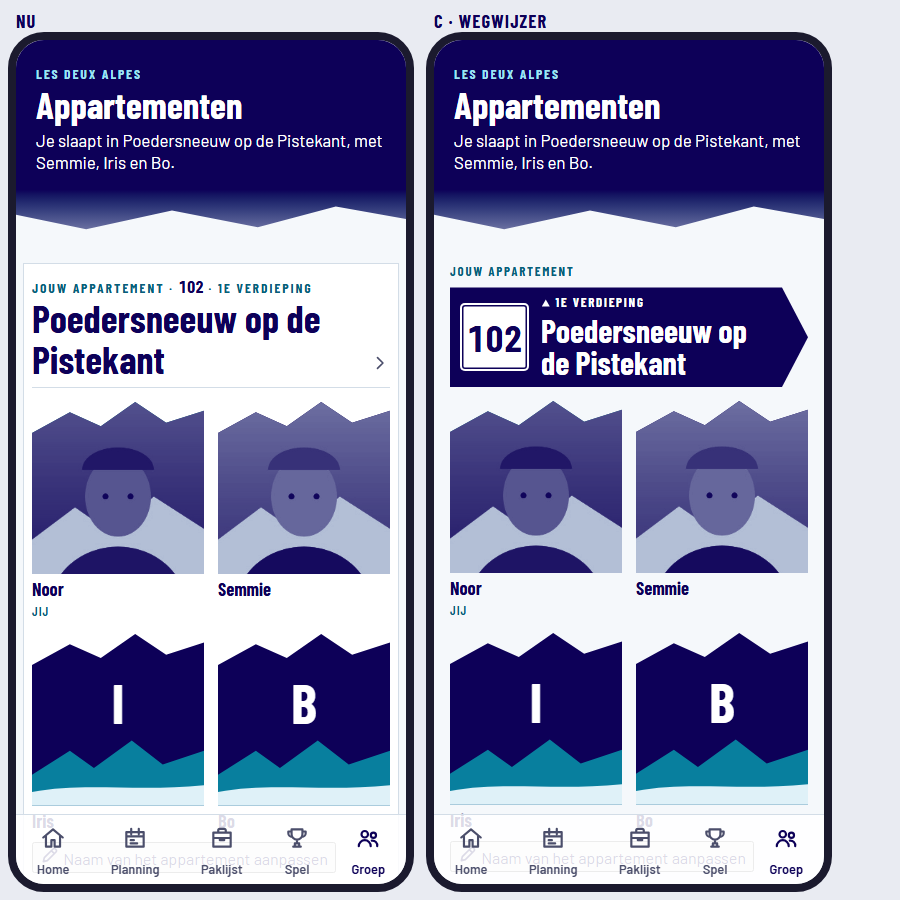 NU
LES DEUX ALPES
Appartementen
Je slaapt in Poedersneeuw op de Pistekant, met
Semmie, Iris en Bo.
JOUW APPARTEMENT · 102 · 1E VERDIEPING
Poedersneeuw op de
Pistekant
Noor
Semmie
JIJ
I
B
Iris
Bo
Naam van het appartement aanpassen
Home
Planning
Paklijst
Spel
Groep
C · WEGWIJZER
LES DEUX ALPES
Appartementen
Je slaapt in Poedersneeuw op de Pistekant, met
Semmie, Iris en Bo.
JOUW APPARTEMENT
102
▲ 1E VERDIEPING
Poedersneeuw op
de Pistekant
Noor
Semmie
JIJ
I
B
Iris
Bo
Naam van het appartement aanpassen
Home
Planning
Paklijst
Spel
Groep